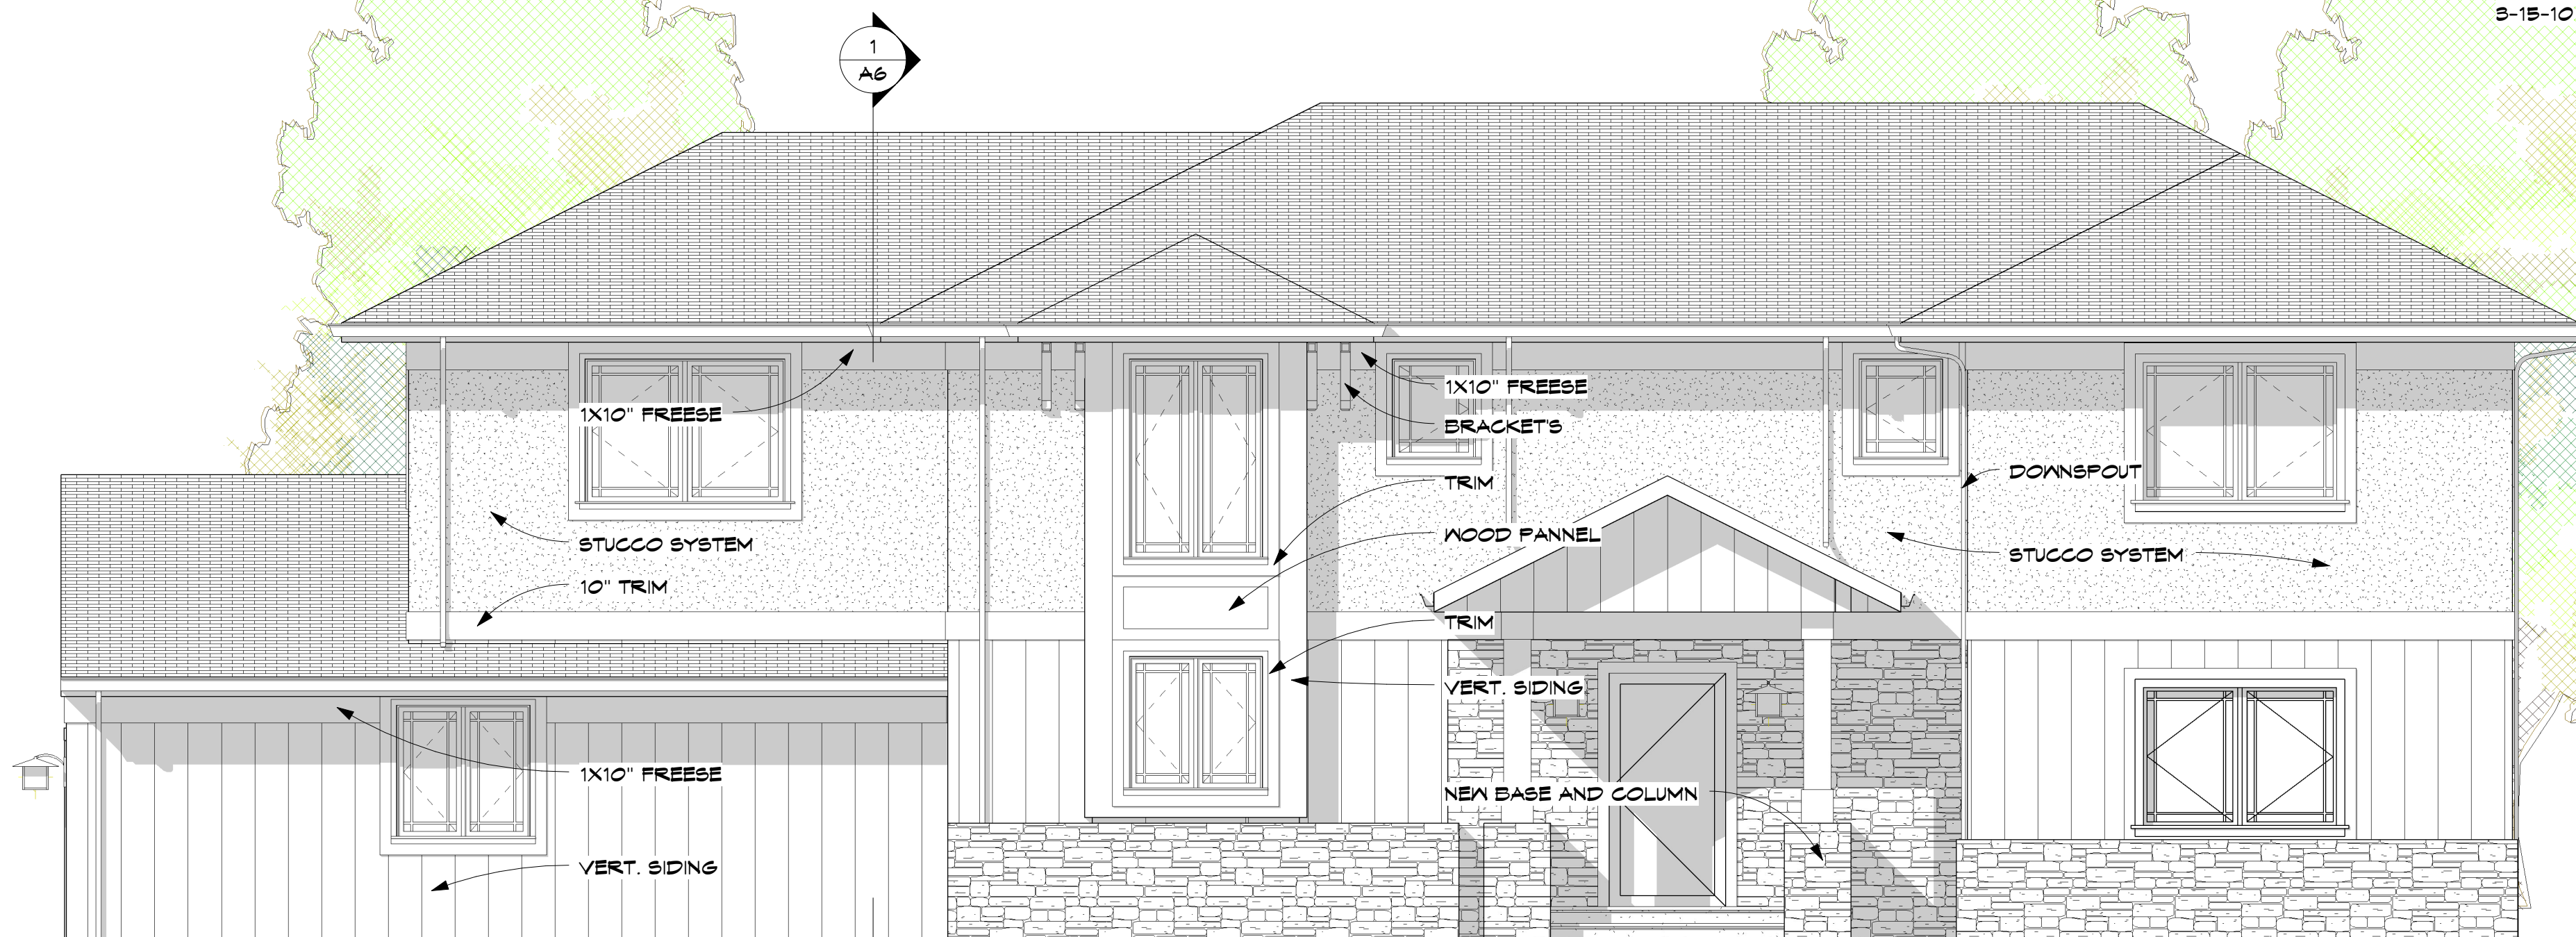 3-15-10
1
A6
1X10" FREESE
1X10" FREESE
BRACKET'S
TRIM
DOWNSPOUT
WOOD PANNEL
STUCCO SYSTEM
STUCCO SYSTEM
10" TRIM
TRIM
VERT. SIDING
1X10" FREESE
NEW BASE AND COLUMN
VERT. SIDING